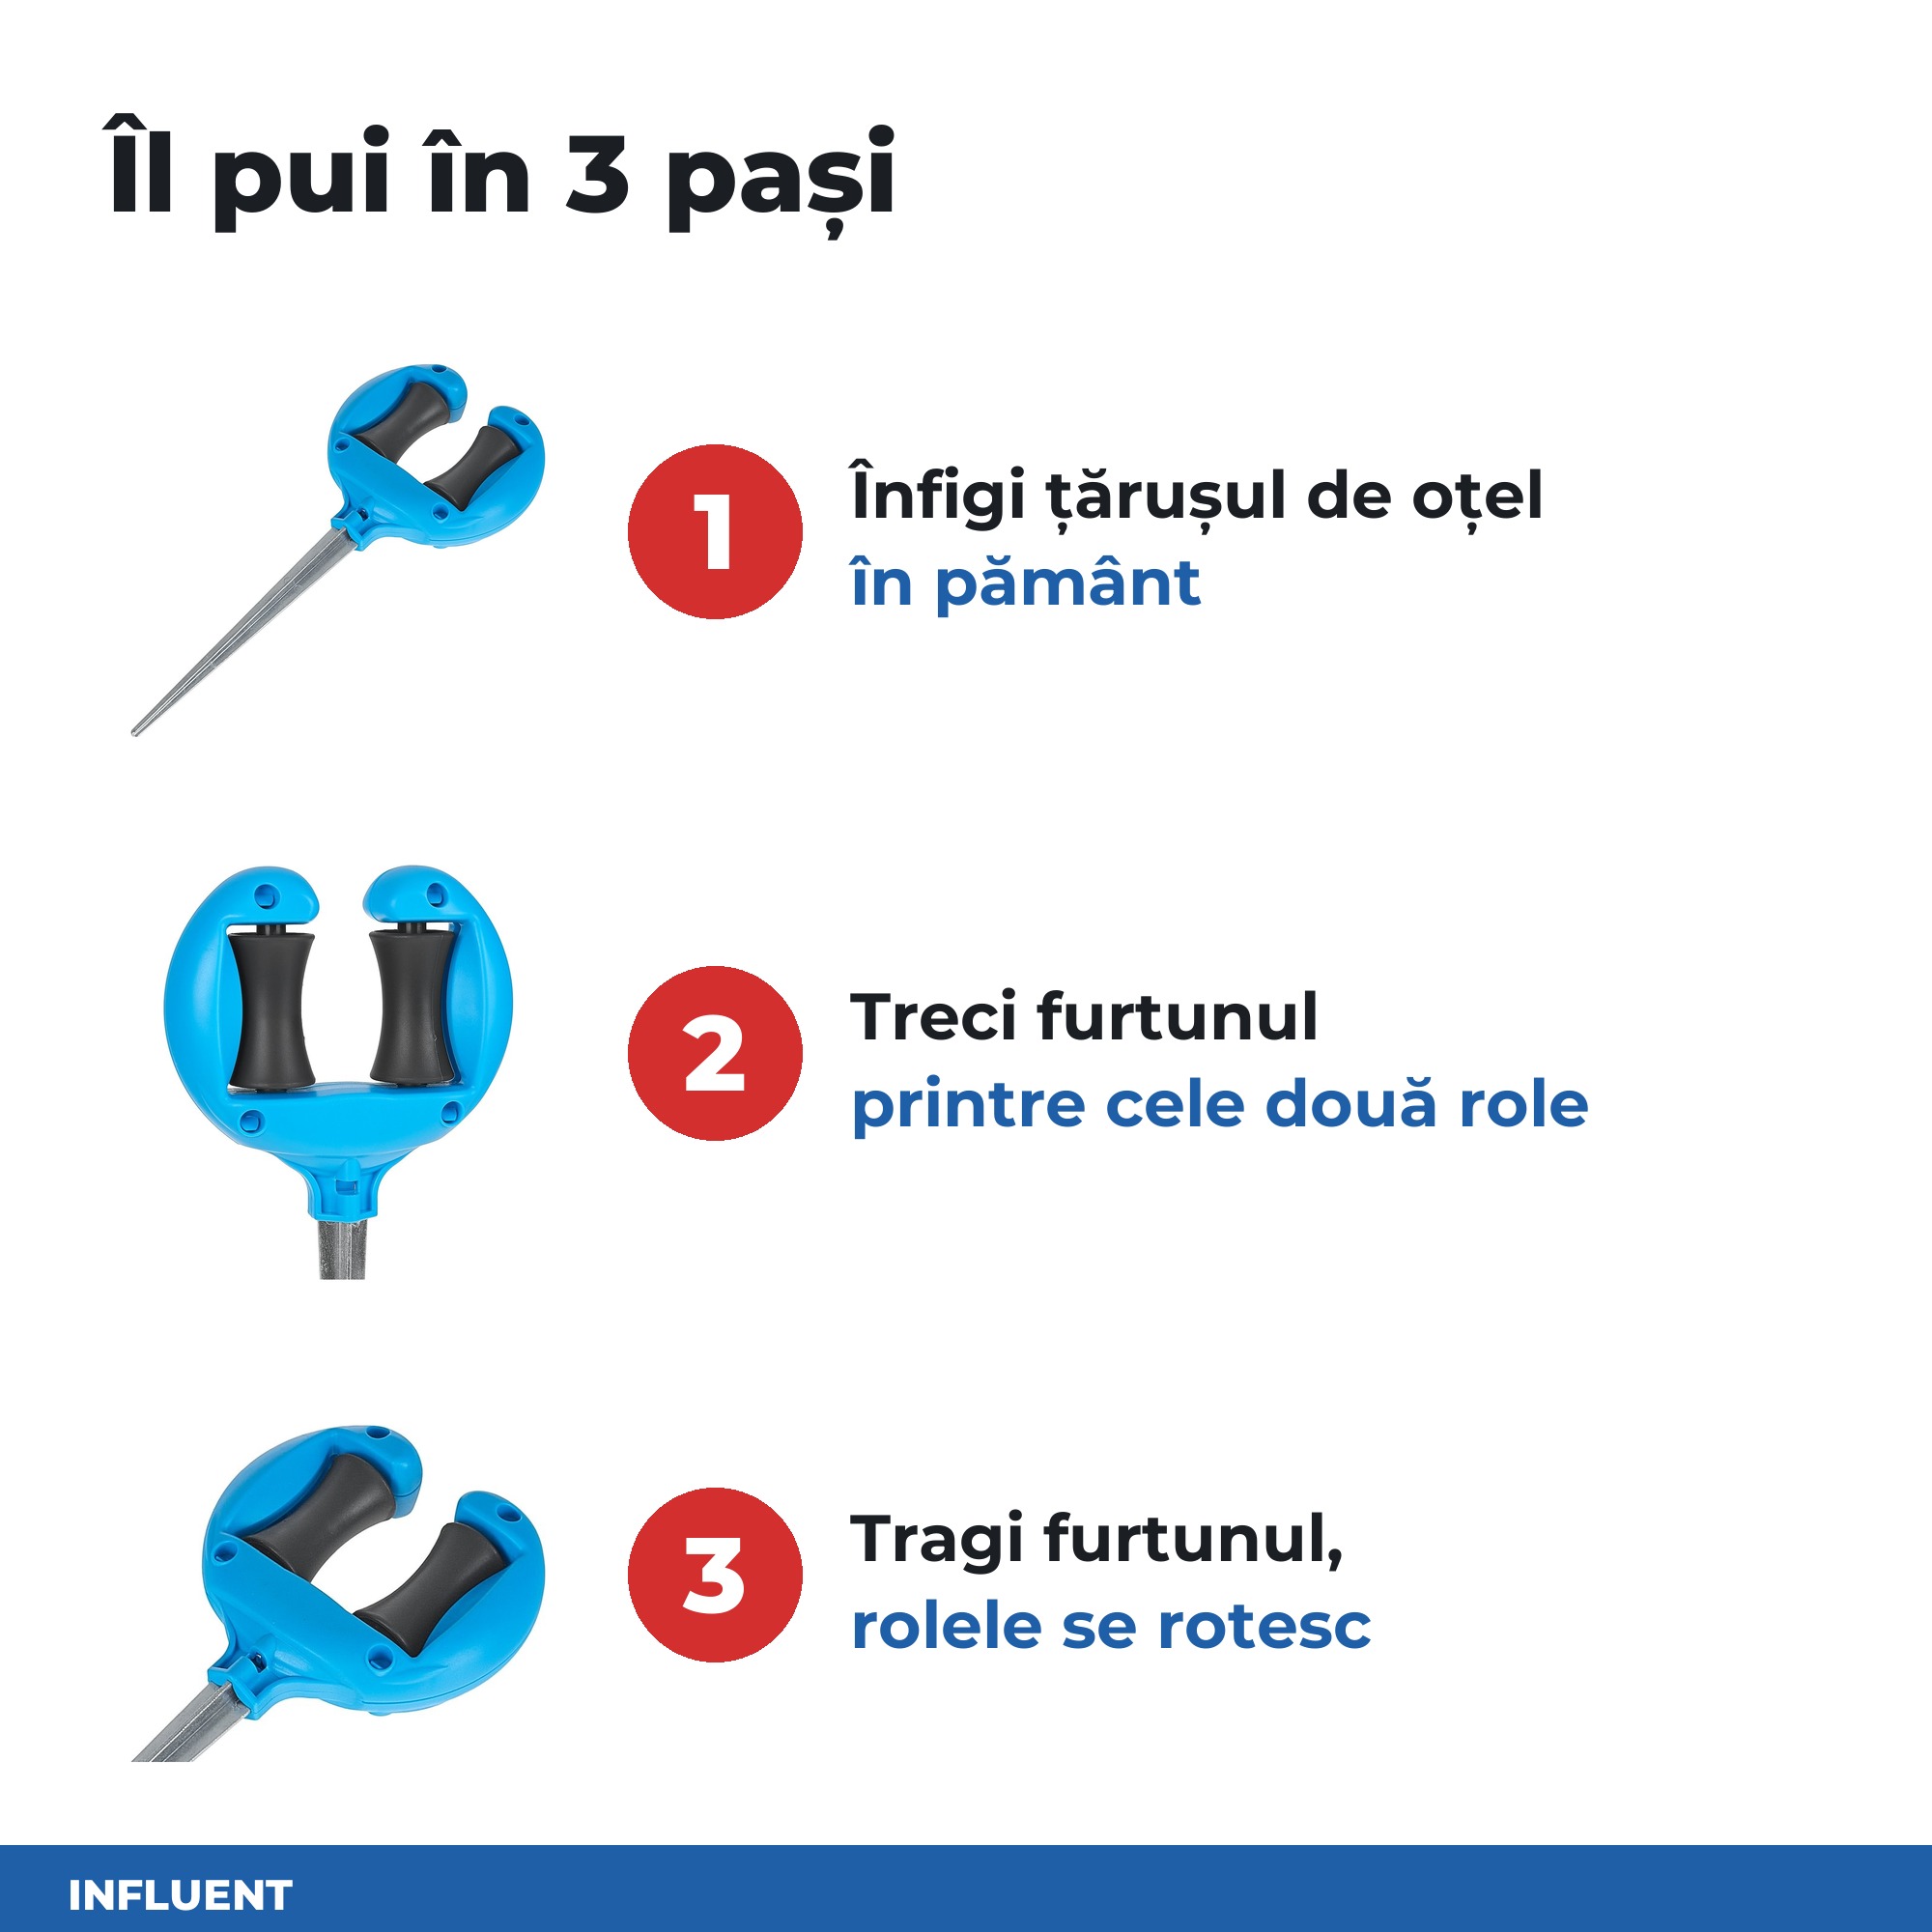 Îl pui în 3 pași
1
Înfigi țărușul de oțel
în pământ
2
Treci furtunul
printre cele două role
3
Tragi furtunul,
rolele se rotesc
INFLUENT